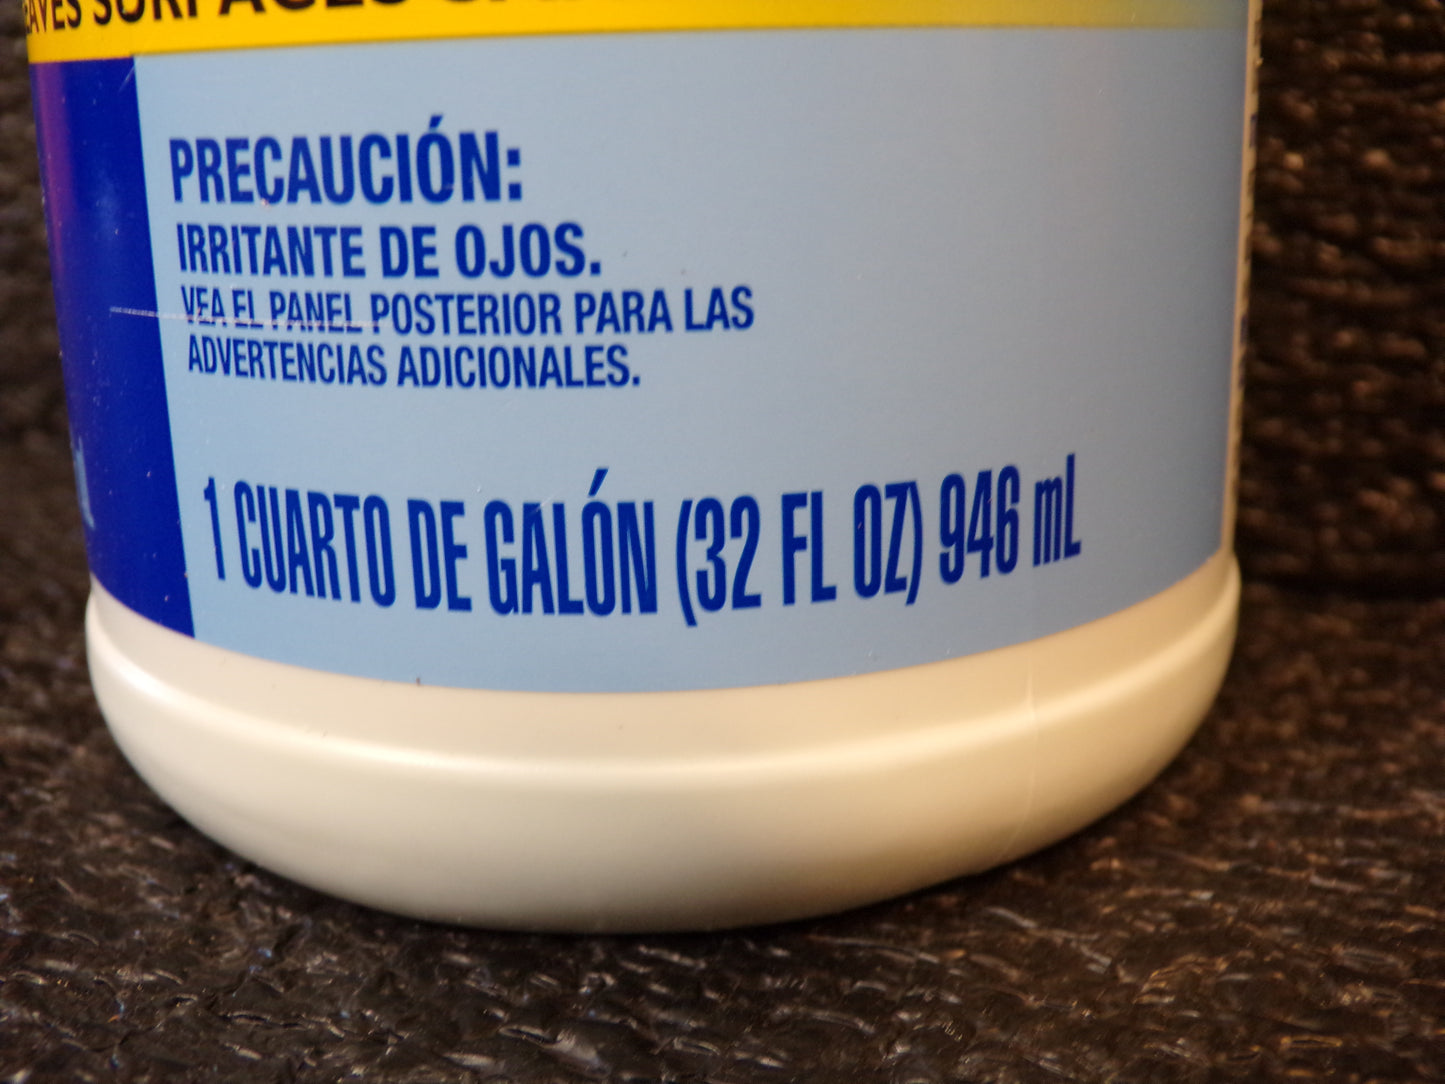 SURFACES
PRECAUCIÓN:
IRRITANTE DE OJOS.
VEA EL PANEL POSTERIOR PARA LAS
ADVERTENCIAS ADICIONALES.
1 CUARTO DE GALÓN (32 FL OZ) 946 mL